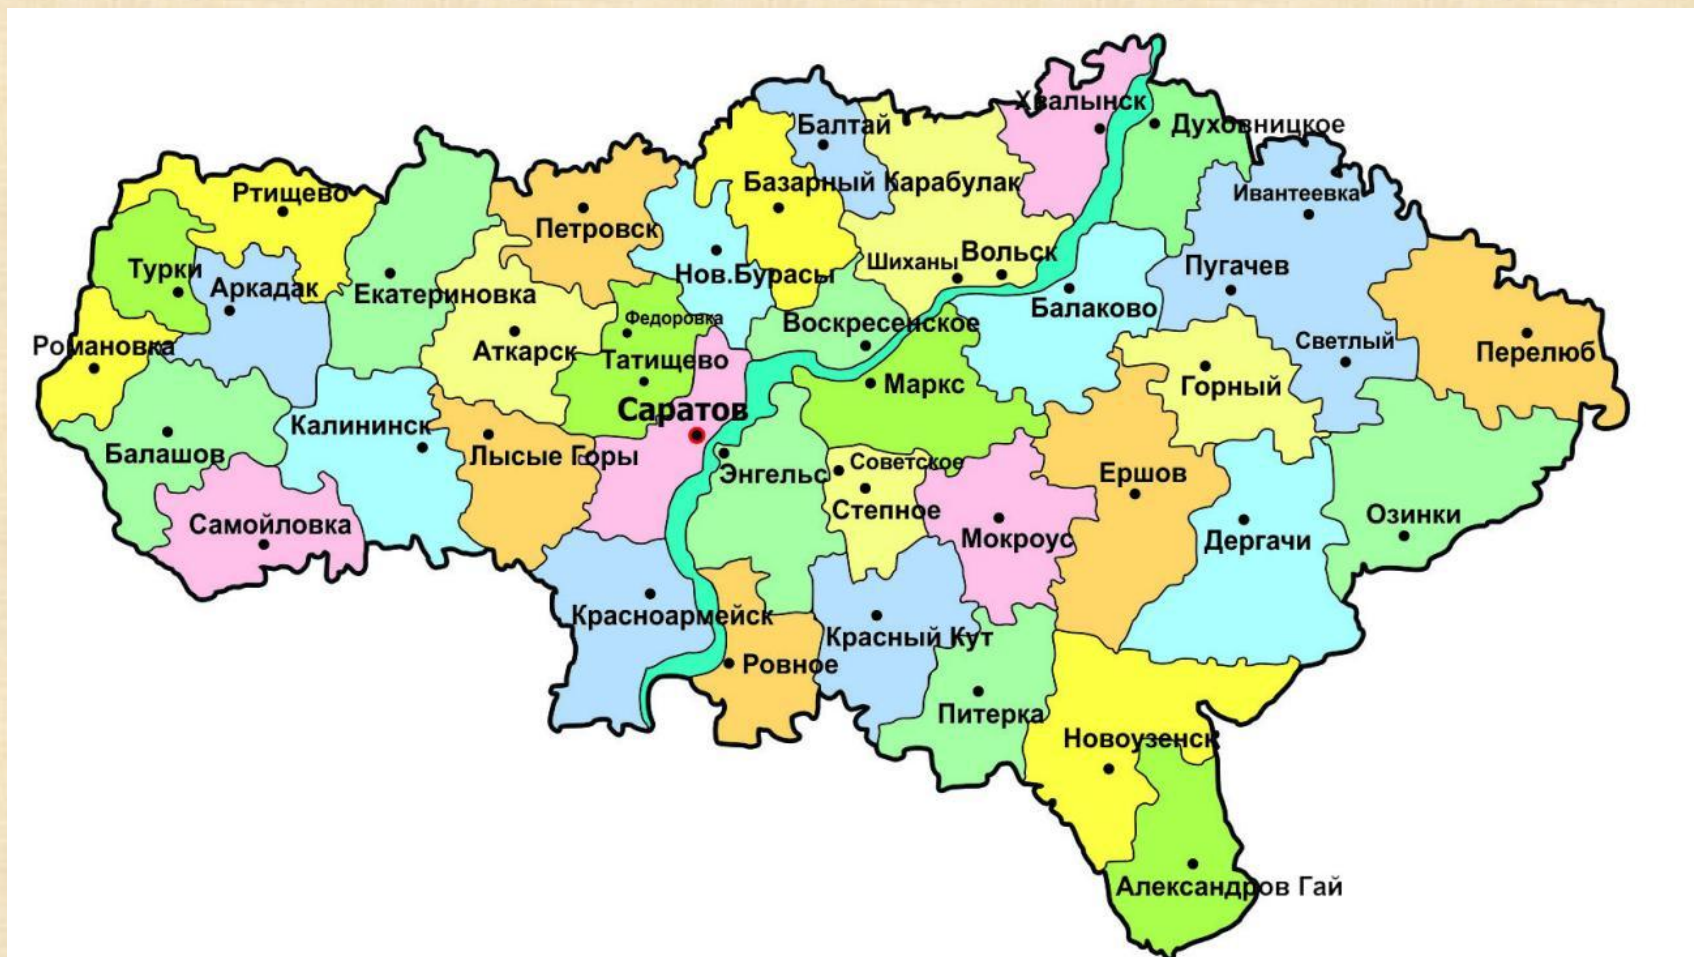 Хвалынск
Балтай
Духовницкое
Ртищево
Базарный Карабулак
Ивантеевка
Петровск
Турки
Аркадак
Екатериновка
Нов.Бурасы
Шиханы
Вольск
Пугачев
Балаково
Романовка
Аткарск
Федоровка
Татищево
Воскресенское
Светлый
Перелюб
Маркс
Горный
Саратов
Балашов
Калининск
Лысые Горы
Энгельс
Советское
Степное
Ершов
Самойловка
Мокроус
Дергачи
Озинки
Красноармейск
Ровное
Красный Кут
Питерка
Новоузенск
Александров Гай